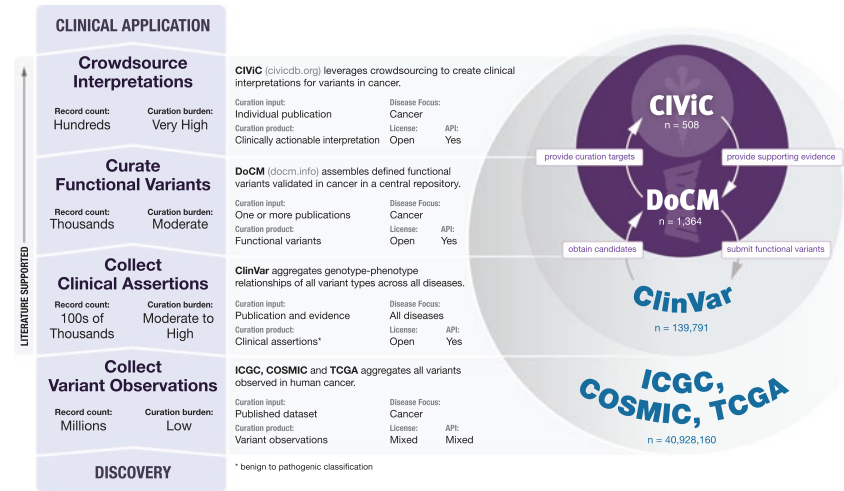 CLINICAL APPLICATION
Crowdsource
Interpretations
Record count:
Hundreds
Curation burden:
Very High
CIViC (civicdb.org) leverages crowdsourcing to create clinical
interpretations for variants in cancer.
Curation input:
Individual publication
Disease Focus:
Cancer
Curation product:
Clinically actionable interpretation
License:
Open
API:
Yes
Curate
Functional Variants
Record count:
Thousands
Curation burden:
Moderate
DoCM (docm.info) assembles defined functional
variants validated in cancer in a central repository.
Curation input:
One or more publications
Disease Focus:
Cancer
Curation product:
Functional variants
License:
Open
API:
Yes
Collect
Clinical Assertions
Record count:
100s of
Thousands
Curation burden:
Moderate to
High
ClinVar aggregates genotype-phenotype
relationships of all variant types across all diseases.
Curation input:
Publication and evidence
Disease Focus:
All diseases
Curation product:
Clinical assertions*
License:
Open
API:
Yes
Collect
Variant Observations
Record count:
Millions
Curation burden:
Low
ICGC, COSMIC and TCGA aggregates all variants
observed in human cancer.
Curation input:
Published dataset
Disease Focus:
Cancer
Curation product:
Variant observations
License:
Mixed
API:
Mixed
DISCOVERY
* benign to pathogenic classification
LITERATURE SUPPORTED
CIViC
n = 508
provide curation targets
provide supporting evidence
DoCM
n = 1,364
obtain candidates
submit functional variants
ClinVar
n = 139,791
ICGC,
COSMIC, TCGA
n = 40,928,160